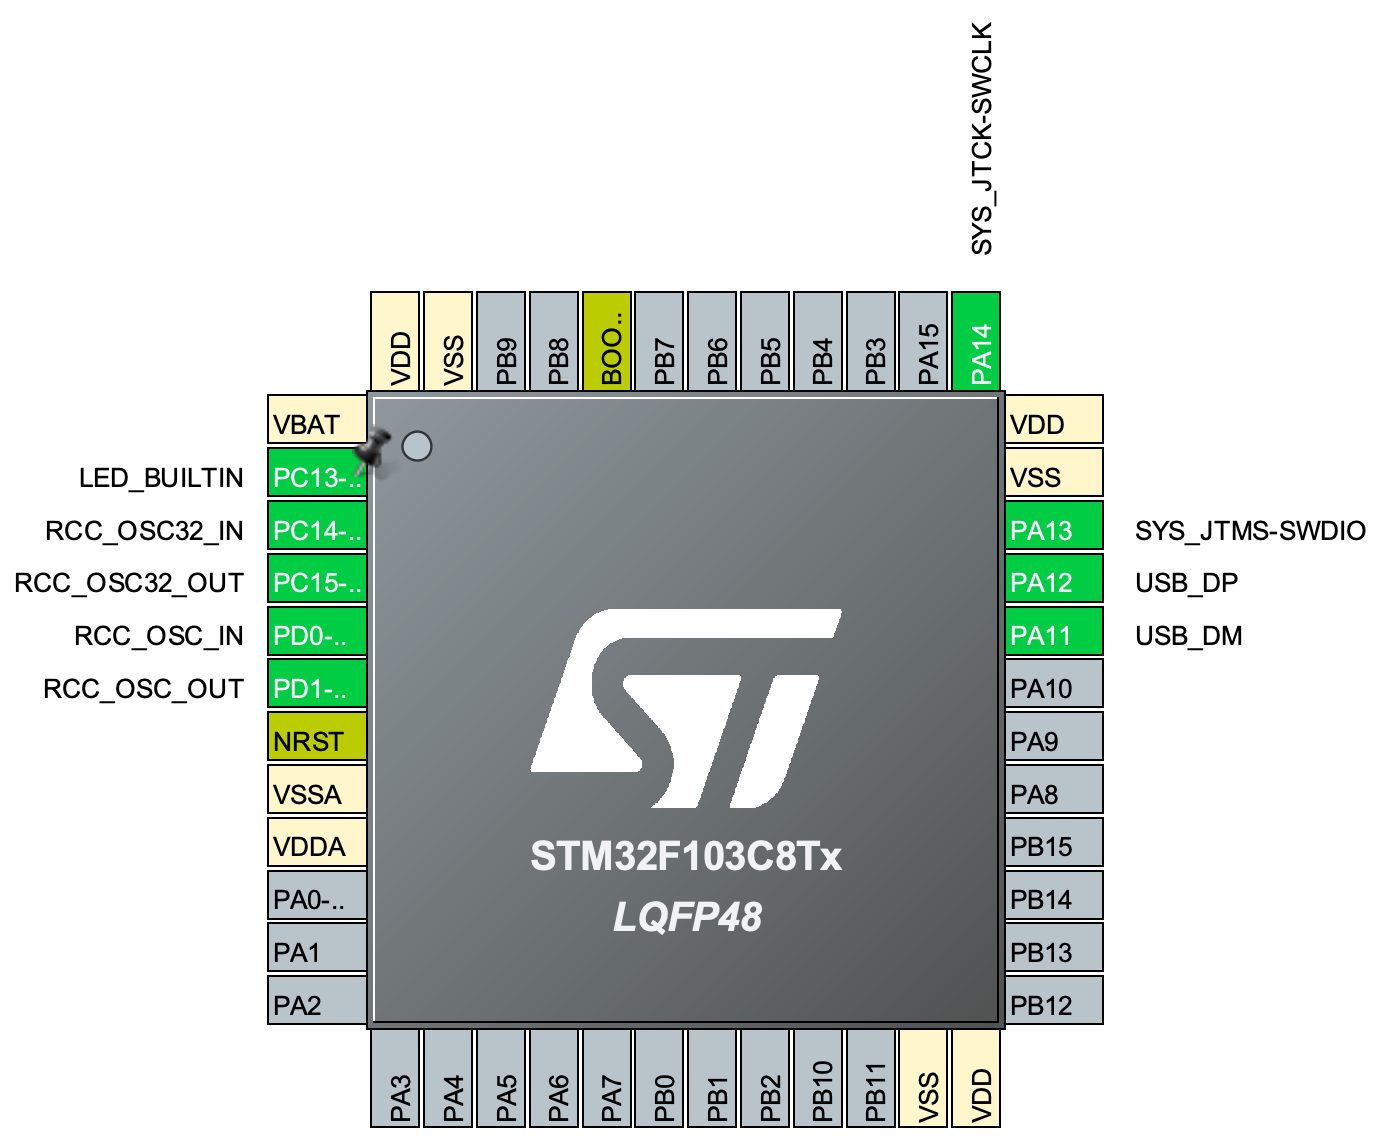 SYS_JTCK-SWCLK
VDD
VSS
PB9
PB8
BOO..
PB7
PB6
PB5
PB4
PB3
PA15
PA14
VBAT
LED_BUILTIN PC13-..
RCC_OSC32_IN PC14-..
RCC_OSC32_OUT PC15-..
RCC_OSC_IN PD0-..
RCC_OSC_OUT PD1-..
NRST
VSSA
VDDA
PA0-..
PA1
PA2
VDD
VSS
PA13 SYS_JTMS-SWDIO
PA12 USB_DP
PA11 USB_DM
PA10
PA9
PA8
PB15
PB14
PB13
PB12
ST
STM32F103C8Tx
LQFP48
PA3
PA4
PA5
PA6
PA7
PB0
PB1
PB2
PB10
PB11
VSS
VDD